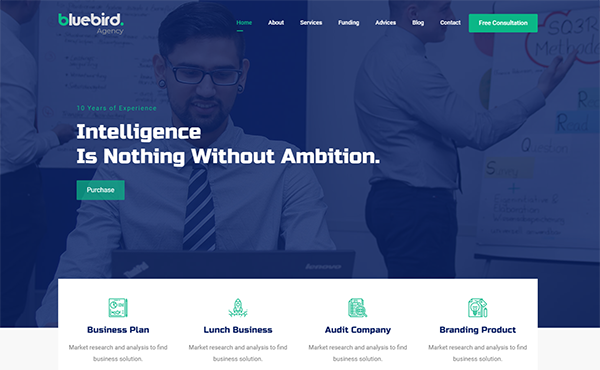 bluebird.
Agency
Home About Services Funding Advices Blog Contact Free Consultation
SQ3R
Method
10 Years of Experience
Intelligence
Is Nothing Without Ambition.
Question
Purchase
Business Plan Lunch Business Audit Company Branding Product
Market research and analysis to find Market research and analysis to find Market research and analysis to find Market research and analysis to find
business solution. business solution. business solution. business solution.